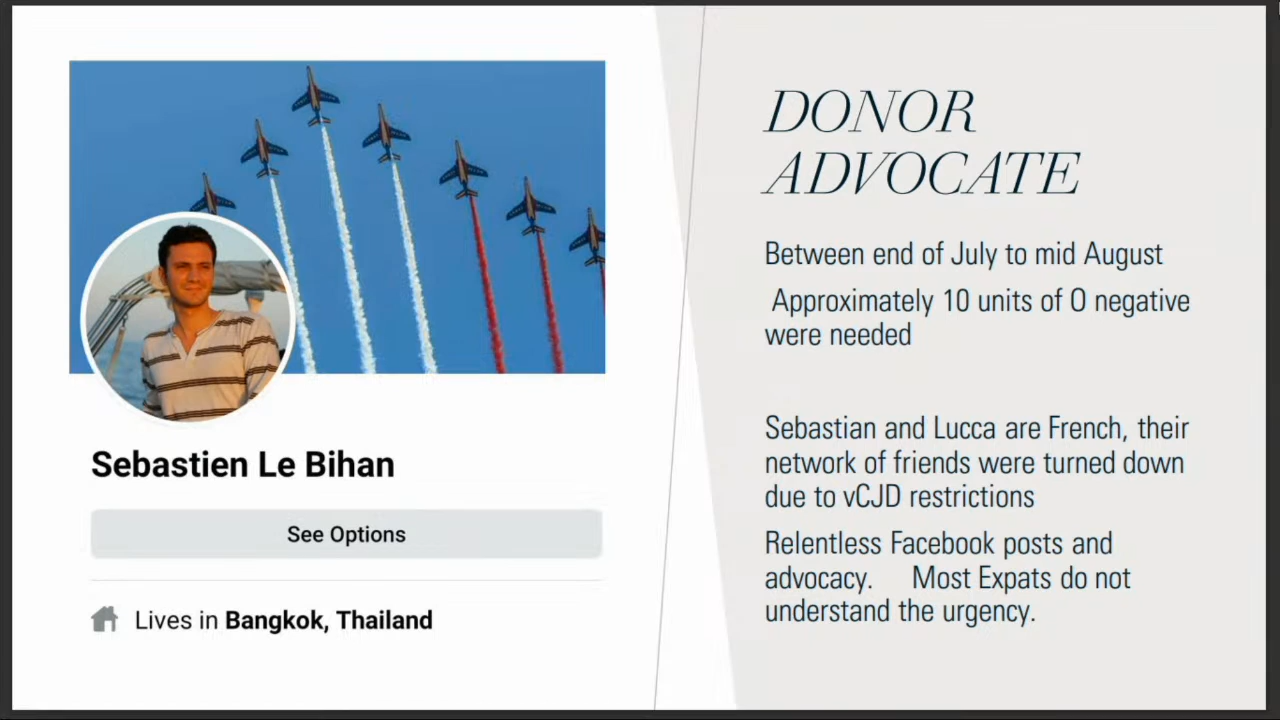 Sebastien Le Bihan
See Options
Lives in Bangkok, Thailand
DONOR
ADVOCATE
Between end of July to mid August
Approximately 10 units of O negative
were needed
Sebastian and Lucca are French, their
network of friends were turned down
due to vCJD restrictions
Relentless Facebook posts and
advocacy. Most Expats do not
understand the urgency.